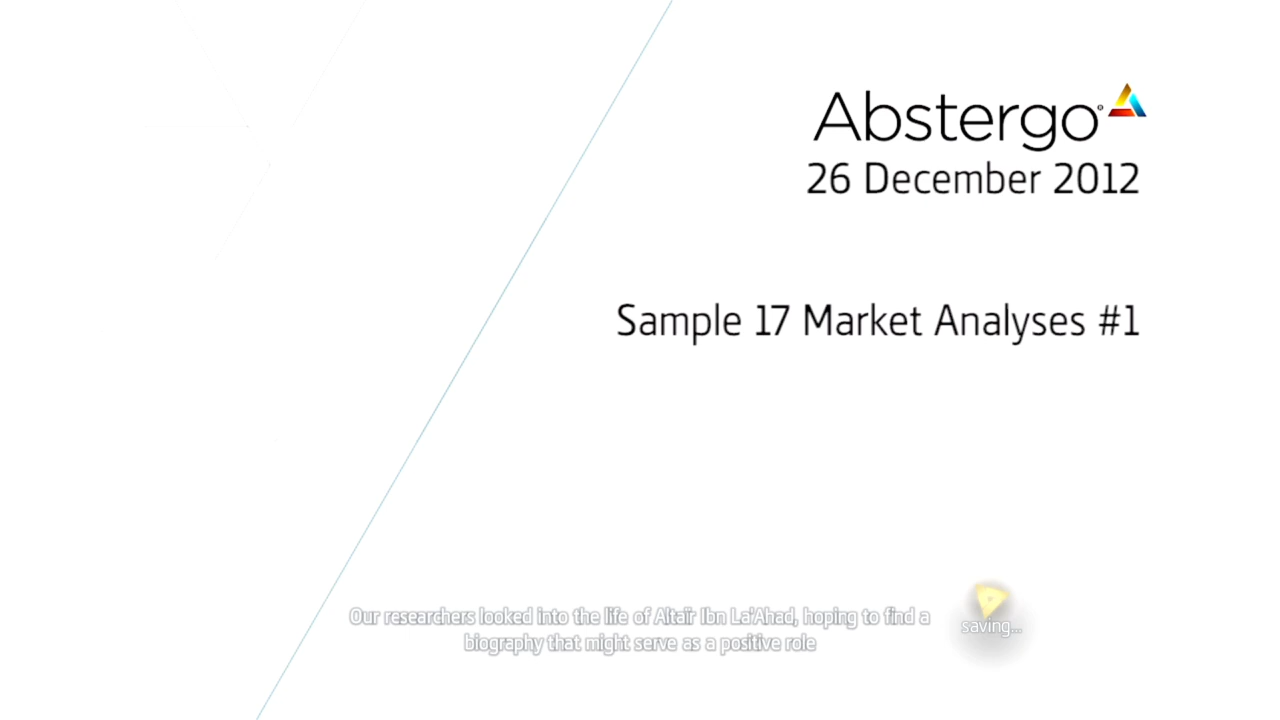 Abstergo®
26 December 2012
Sample 17 Market Analyses #1
Our researchers looked into the life of Altaïr Ibn La'Ahad, hoping to find a
biography that might serve as a positive role
saving...